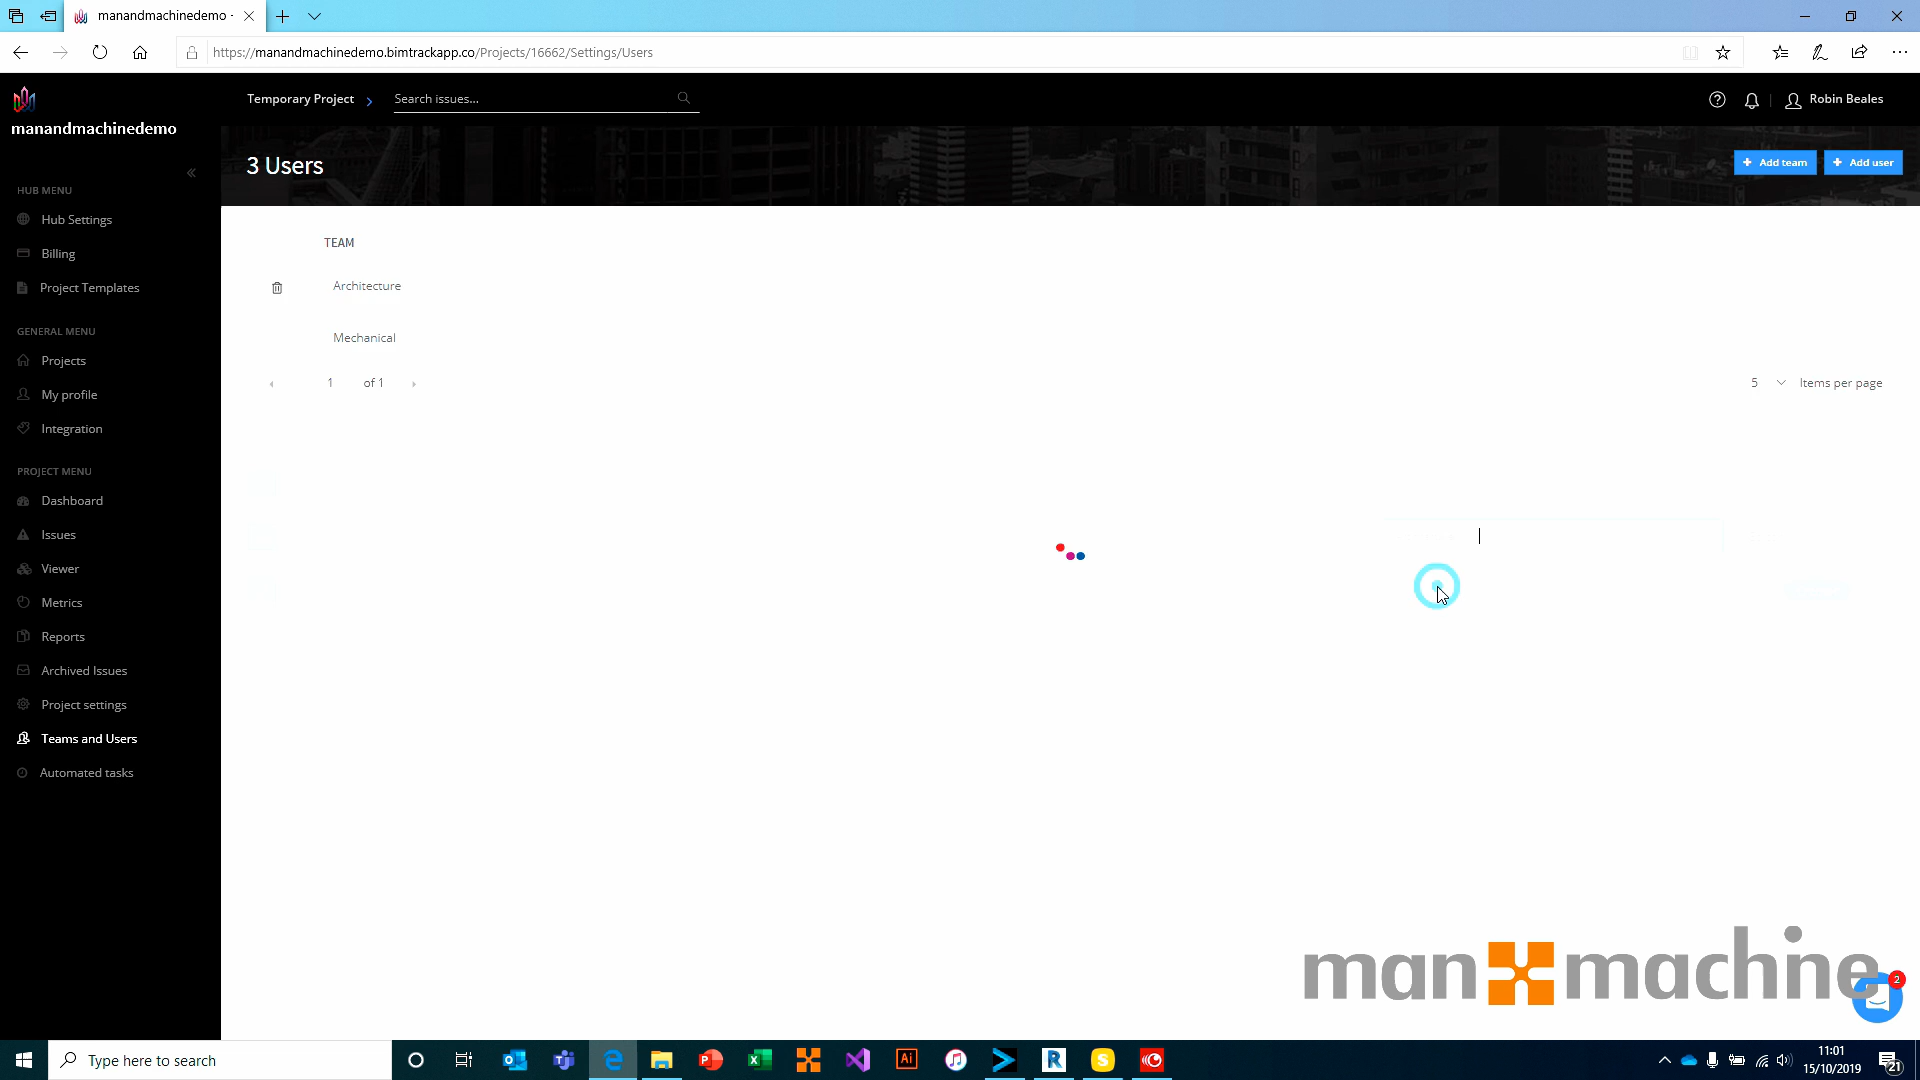 manandmachinedemo -
https://manandmachinedemo.bimtrackapp.co/Projects/16662/Settings/Users
manandmachinedemo
Temporary Project
Search issues...
Robin Beales
3 Users
+ Add team
+ Add user
HUB MENU
Hub Settings
Billing
Project Templates
GENERAL MENU
Projects
My profile
Integration
PROJECT MENU
Dashboard
Issues
Viewer
Metrics
Reports
Archived Issues
Project settings
Teams and Users
Automated tasks
TEAM
Architecture
Mechanical
1 of 1
5 Items per page
man machine
2
Type here to search
11:01
15/10/2019
21